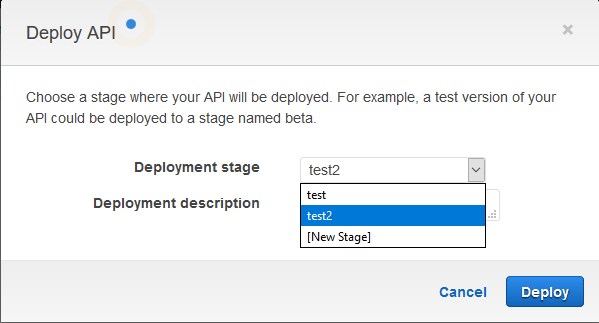 Deploy API
×
Choose a stage where your API will be deployed. For example, a test version of your
API could be deployed to a stage named beta.
Deployment stage
test2
test
test2
[New Stage]
Deployment description
Cancel
Deploy